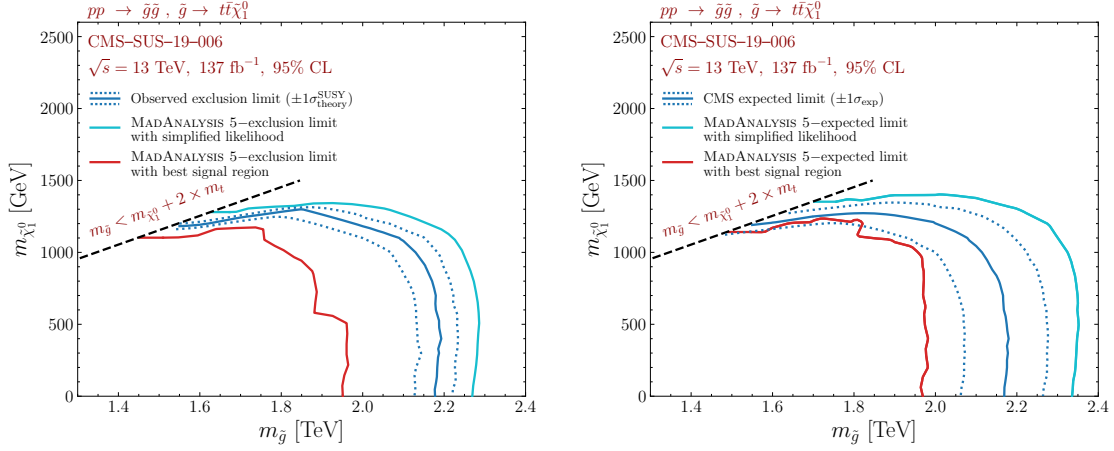 pp → g̃g̃ , g̃ → tt̄χ̃₁⁰
CMS–SUS–19–006
√s = 13 TeV, 137 fb⁻¹, 95% CL
Observed exclusion limit (±1σ_theory^SUSY)
MADANALYSIS 5−exclusion limit
with simplified likelihood
MADANALYSIS 5−exclusion limit
with best signal region
m_g̃ < m_χ̃₁⁰ + 2 × m_t
m_χ̃₁⁰ [GeV]
2500
2000
1500
1000
500
0
1.4 1.6 1.8 2.0 2.2 2.4
m_g̃ [TeV]
pp → g̃g̃ , g̃ → tt̄χ̃₁⁰
CMS–SUS–19–006
√s = 13 TeV, 137 fb⁻¹, 95% CL
CMS expected limit (±1σ_exp)
MADANALYSIS 5−expected limit
with simplified likelihood
MADANALYSIS 5−expected limit
with best signal region
m_g̃ < m_χ̃₁⁰ + 2 × m_t
m_χ̃₁⁰ [GeV]
2500
2000
1500
1000
500
0
1.4 1.6 1.8 2.0 2.2 2.4
m_g̃ [TeV]